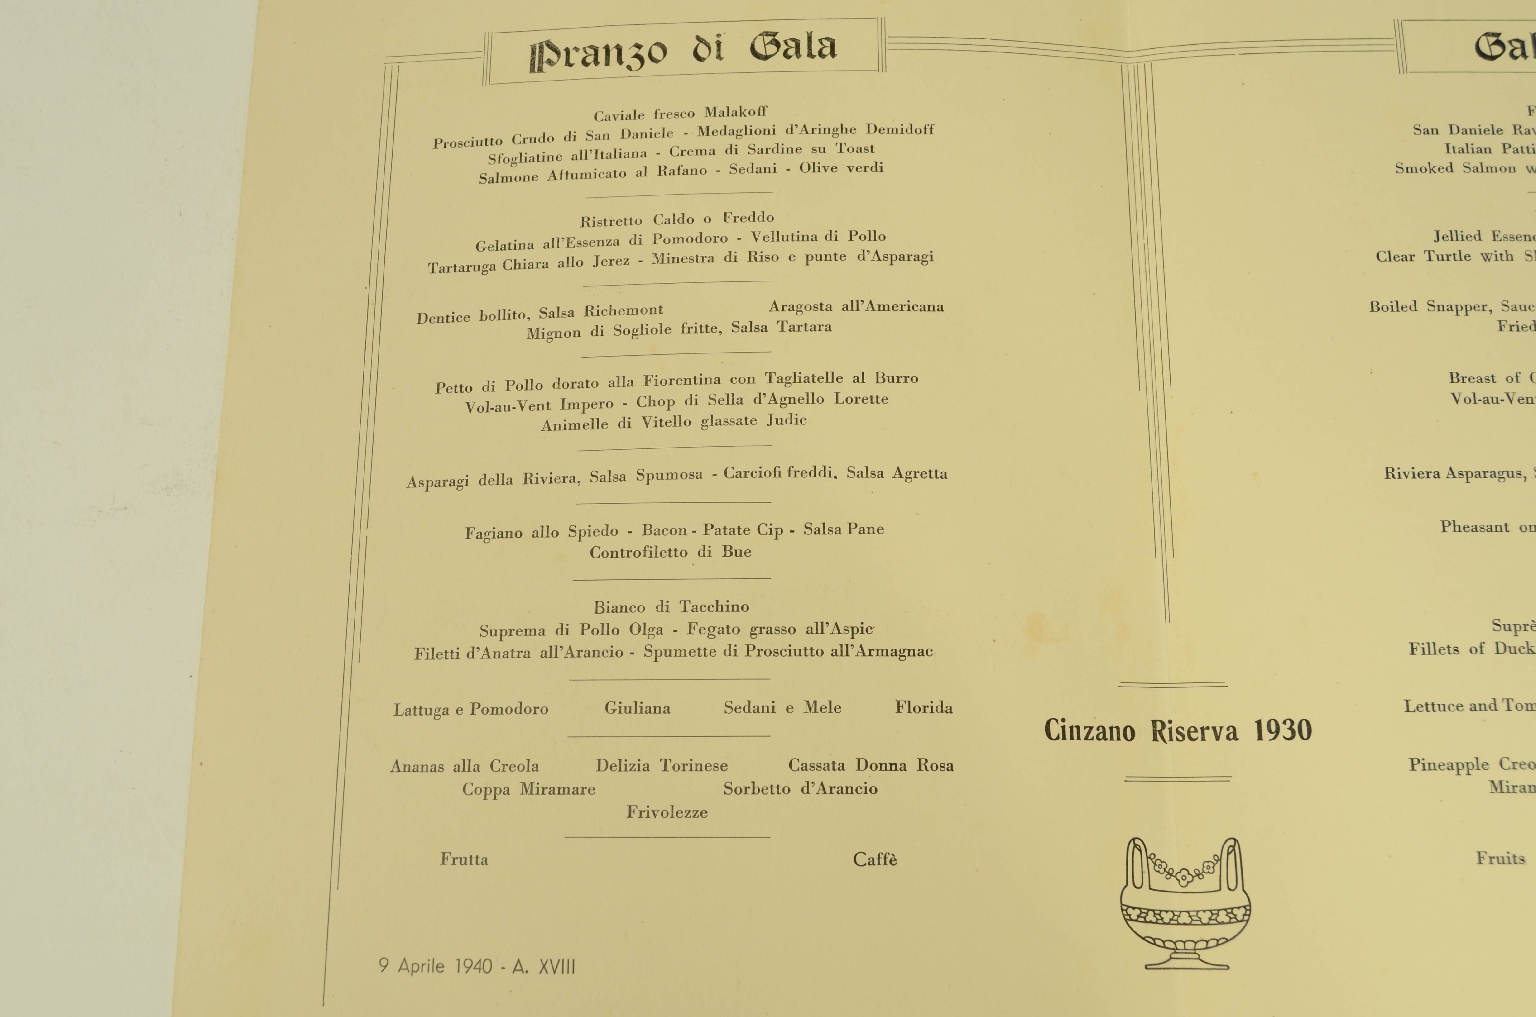 Pranzo di Gala
Caviale fresco Malakoff
Prosciutto Crudo di San Daniele - Medaglioni d'Aringhe Demidoff
Sfogliatine all'Italiana - Crema di Sardine su Toast
Salmone Affumicato al Rafano - Sedani - Olive verdi
Ristretto Caldo o Freddo
Gelatina all'Essenza di Pomodoro - Vellutina di Pollo
Tartaruga Chiara allo Jerez - Minestra di Riso e punte d'Asparagi
Dentice bollito, Salsa Richemont Aragosta all'Americana
Mignon di Sogliole fritte, Salsa Tartara
Petto di Pollo dorato alla Fiorentina con Tagliatelle al Burro
Vol-au-Vent Impero - Chop di Sella d'Agnello Lorette
Animelle di Vitello glassate Judic
Asparagi della Riviera, Salsa Spumosa - Carciofi freddi, Salsa Agretta
Fagiano allo Spiedo - Bacon - Patate Cip - Salsa Pane
Controfiletto di Bue
Bianco di Tacchino
Suprema di Pollo Olga - Fegato grasso all'Aspic
Filetti d'Anatra all'Arancio - Spumette di Prosciutto all'Armagnac
Lattuga e Pomodoro Giuliana Sedani e Mele Florida
Ananas alla Creola Delizia Torinese Cassata Donna Rosa
Coppa Miramare Sorbetto d'Arancio
Frivolezze
Frutta Caffè
9 Aprile 1940 - A. XVIII
Cinzano Riserva 1930
San Daniele
Italian
Smoked Salmon
Jellied
Clear Turtle with
Boiled Snapper,
Breast of
Riviera Asparagus,
Pheasant
Fillets of
Lettuce and
Pineapple
Fruits